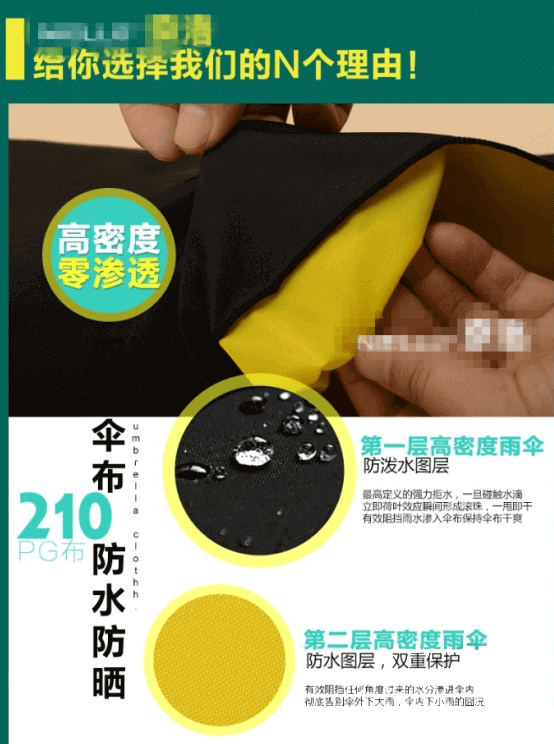 给你选择我们的N个理由!
高密度
零渗透
伞布 防水防晒
umbrella clothh.
210
PG布
第一层高密度雨伞
防泼水图层
最高定义的强力拒水，一旦碰触水滴
立即荷叶效应瞬间形成滚珠，一甩即干
有效阻挡雨水渗入伞布保持伞布干爽
第二层高密度雨伞
防水图层，双重保护
有效阻挡任何角度过来的水分渗进伞内
彻底告别伞外下大雨，伞内下小雨的囧况